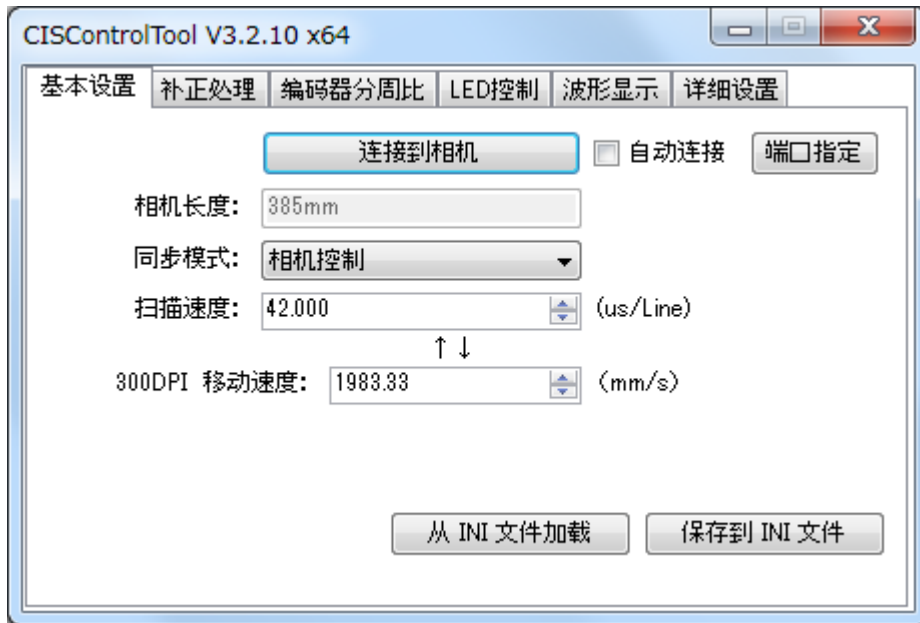 CISControlTool V3.2.10 x64
基本设置 补正处理 编码器分周比 LED控制 波形显示 详细设置
连接到相机 自动连接 端口指定
相机长度: 385mm
同步模式: 相机控制
扫描速度: 42.000 (us/Line)
↑↓
300DPI 移动速度: 1983.33 (mm/s)
从 INI 文件加载 保存到 INI 文件